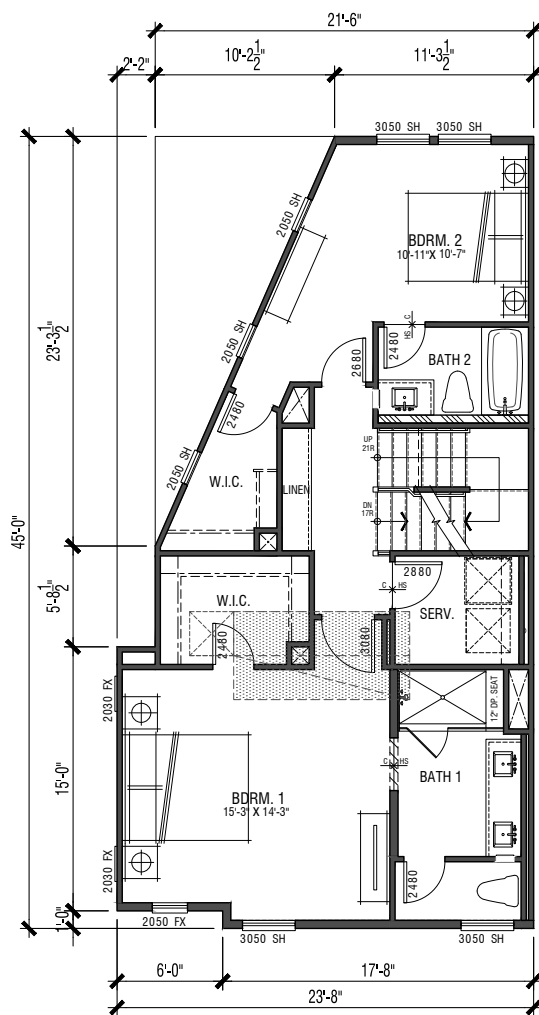 21'-6"
2'-2"
10'-2 1/2"
11'-3 1/2"
3050 SH
3050 SH
2050 SH
BDRM. 2
10'-11"X 10'-7"
23'-3 1/2"
45'-0"
2050 SH
2680
2480
HS C
BATH 2
2480
UP
21R
2050 SH
W.I.C.
LINEN
DN
17R
5'-8 1/2"
W.I.C.
C HS
2880
SERV.
2480
3080
2030 FX
12" DP. SEAT
15'-0"
C HS
BATH 1
BDRM. 1
15'-3" X 14'-3"
2030 FX
2480
1'-0"
2050 FX
3050 SH
3050 SH
6'-0"
17'-8"
23'-8"